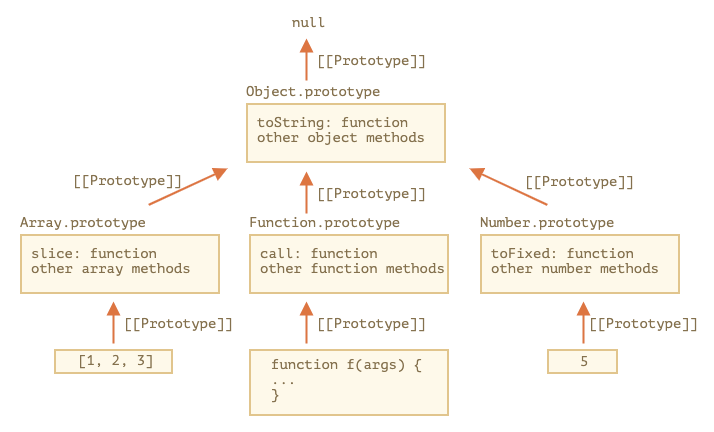 null
[[Prototype]]
Object.prototype
toString: function
other object methods
[[Prototype]]
[[Prototype]]
[[Prototype]]
Array.prototype
slice: function
other array methods
Function.prototype
call: function
other function methods
Number.prototype
toFixed: function
other number methods
[[Prototype]]
[[Prototype]]
[[Prototype]]
[1, 2, 3]
function f(args) {
...
}
5